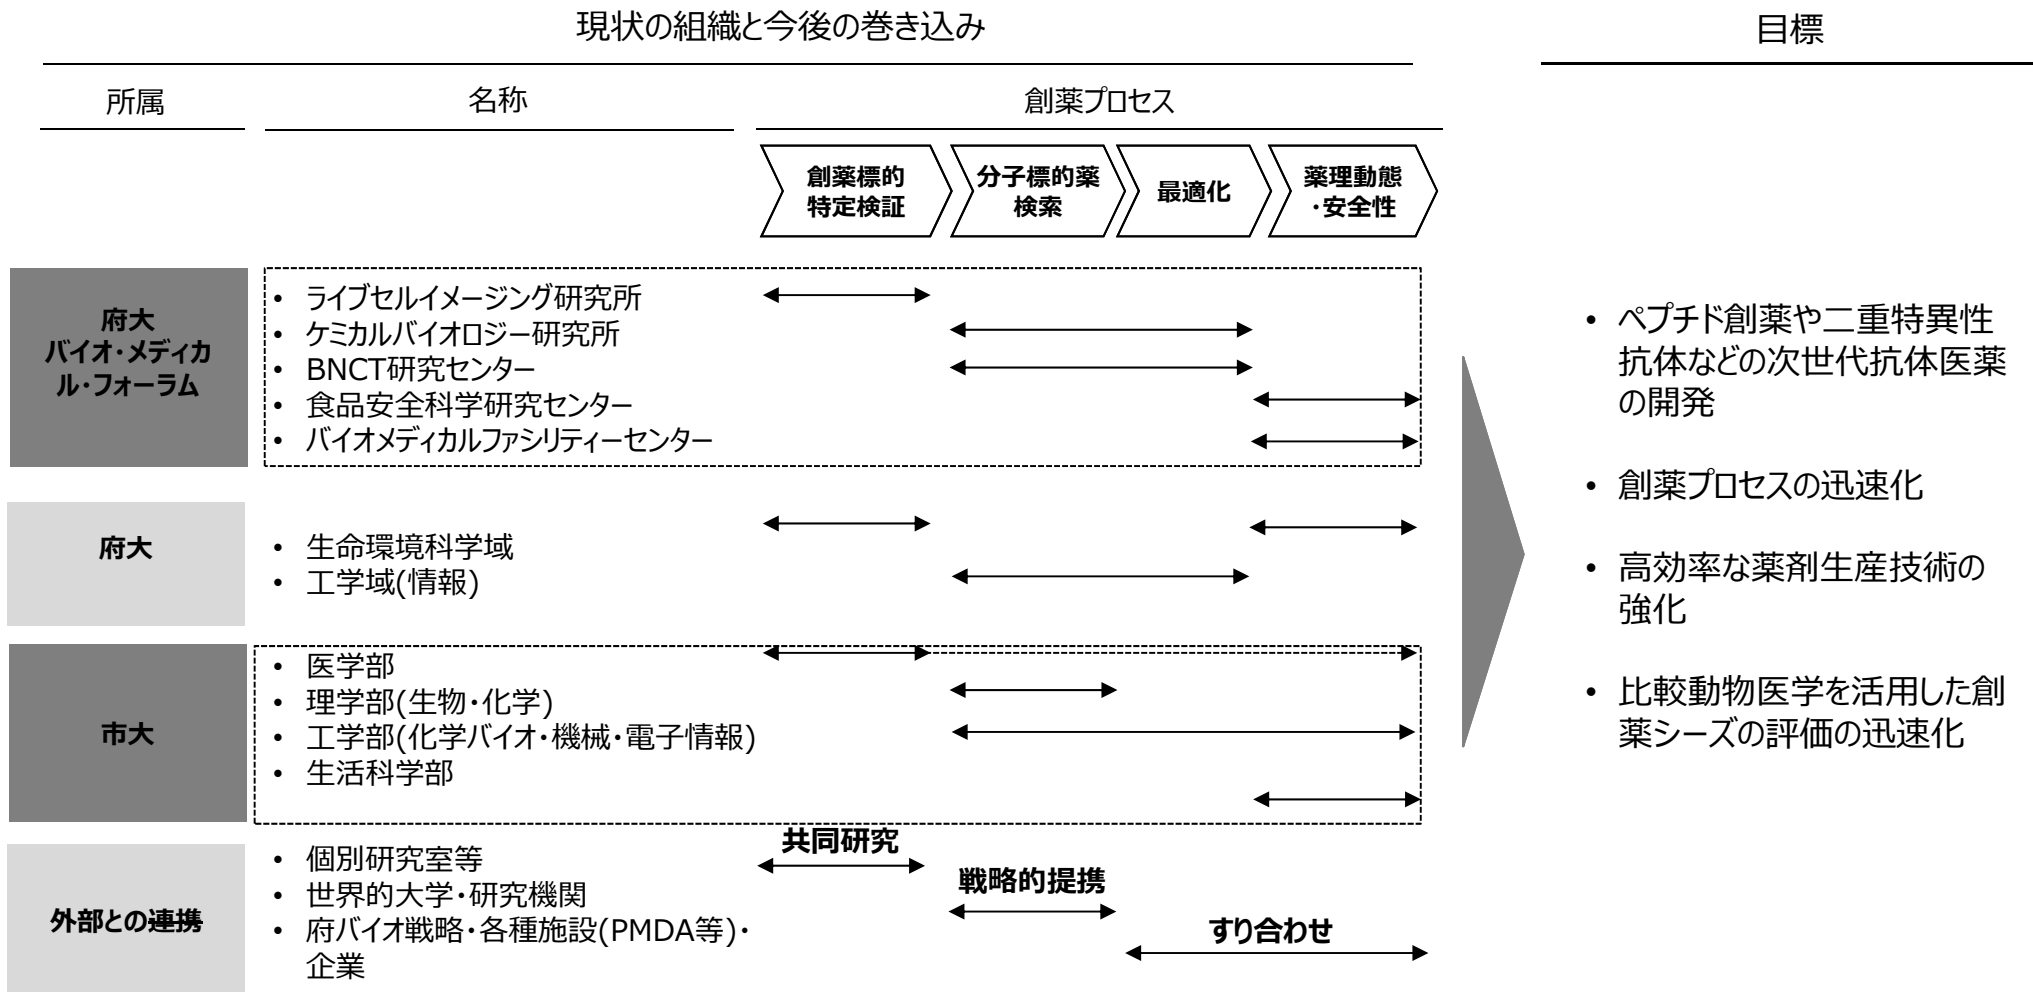 現状の組織と今後の巻き込み
目標
所属
名称
創薬プロセス
創薬標的
特定検証
分子標的薬
検索
最適化
薬理動態
・安全性
府大
バイオ・メディカ
ル・フォーラム
• ライブセルイメージング研究所
• ケミカルバイオロジー研究所
• BNCT研究センター
• 食品安全科学研究センター
• バイオメディカルファシリティーセンター
府大
• 生命環境科学域
• 工学域(情報)
市大
• 医学部
• 理学部(生物・化学)
• 工学部(化学バイオ・機械・電子情報)
• 生活科学部
外部との連携
• 個別研究室等
• 世界的大学・研究機関
• 府バイオ戦略・各種施設(PMDA等)・
企業
共同研究
戦略的提携
すり合わせ
• ペプチド創薬や二重特異性
抗体などの次世代抗体医薬
の開発
• 創薬プロセスの迅速化
• 高効率な薬剤生産技術の
強化
• 比較動物医学を活用した創
薬シーズの評価の迅速化